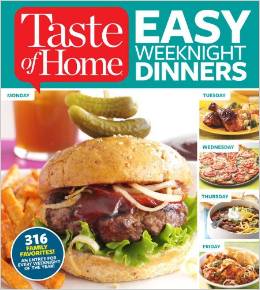 Taste
of Home
EASY
WEEKNIGHT
DINNERS
MONDAY
TUESDAY
WEDNESDAY
THURSDAY
FRIDAY
316
FAMILY
FAVORITES!
AN ENTREE FOR
EVERY WEEKNIGHT
OF THE YEAR!